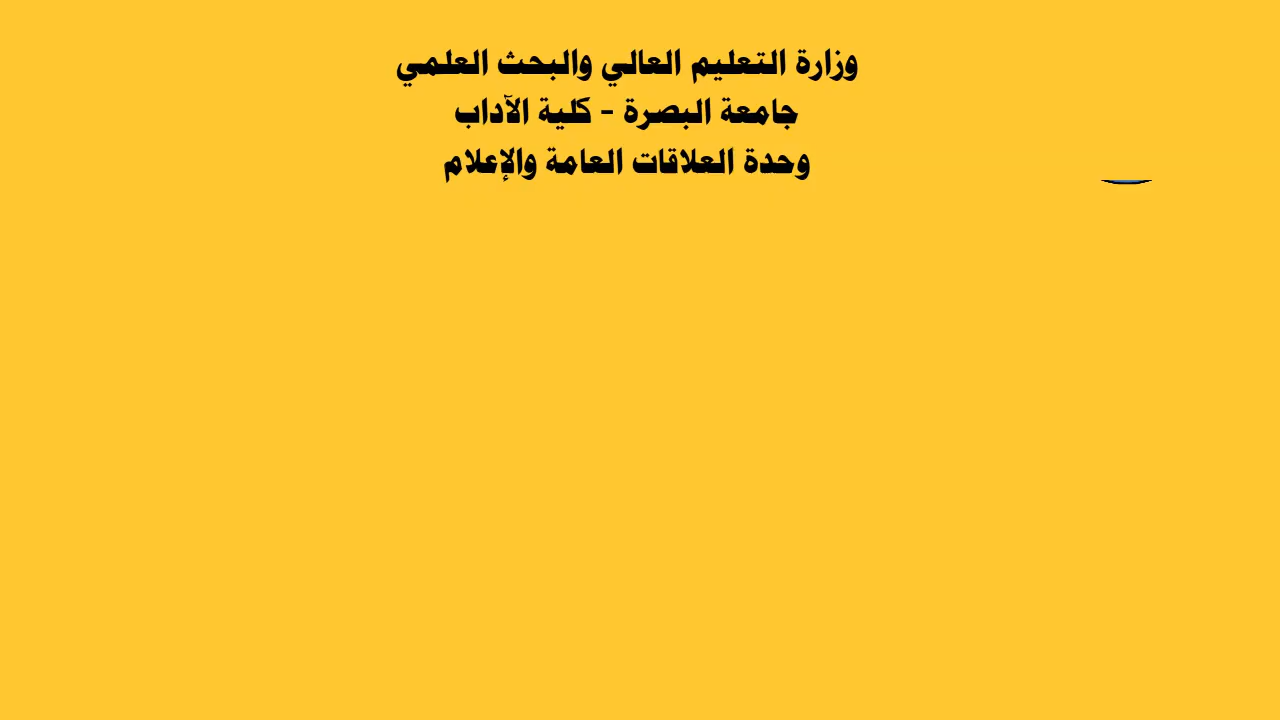 وزارة التعليم العالي والبحث العلمي
جامعة البصرة - كلية الآداب
وحدة العلاقات العامة والإعلام